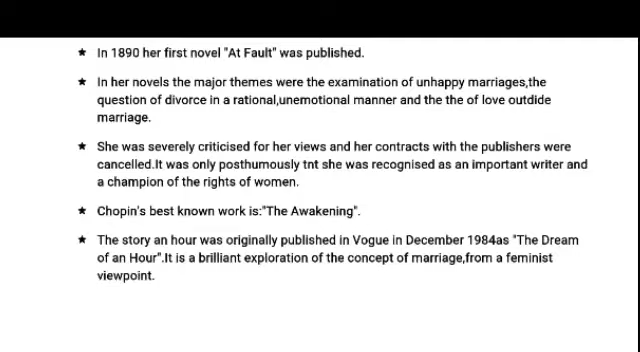 ★ In 1890 her first novel "At Fault" was published.
★ In her novels the major themes were the examination of unhappy marriages,the
question of divorce in a rational,unemotional manner and the the of love outdide
marriage.
★ She was severely criticised for her views and her contracts with the publishers were
cancelled.It was only posthumously tnt she was recognised as an important writer and
a champion of the rights of women.
★ Chopin's best known work is:"The Awakening".
★ The story an hour was originally published in Vogue in December 1984as "The Dream
of an Hour".It is a brilliant exploration of the concept of marriage,from a feminist
viewpoint.